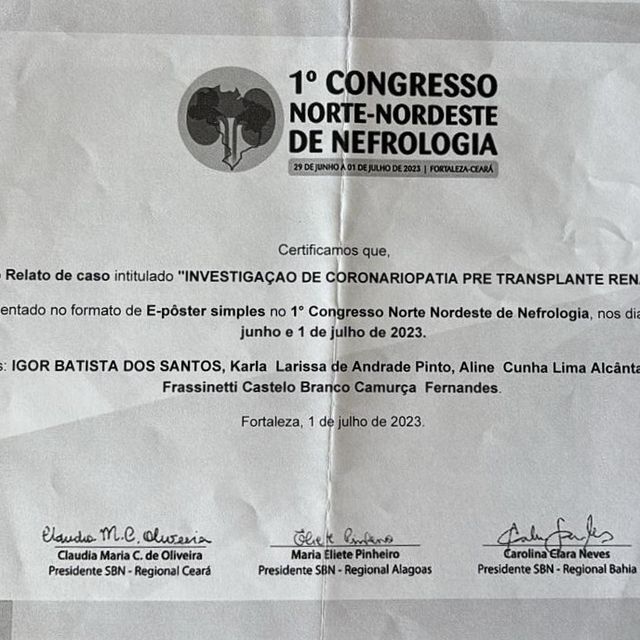 1º CONGRESSO
NORTE-NORDESTE
DE NEFROLOGIA
29 DE JUNHO A 01 DE JULHO DE 2023 | FORTALEZA-CEARÁ
Certificamos que,
Relato de caso intitulado "INVESTIGAÇAO DE CORONARIOPATIA PRE TRANSPLANTE RENA
entado no formato de E-pôster simples no 1° Congresso Norte Nordeste de Nefrologia, nos dia
junho e 1 de julho de 2023.
s: IGOR BATISTA DOS SANTOS, Karla Larissa de Andrade Pinto, Aline Cunha Lima Alcânta
Frassinetti Castelo Branco Camurça Fernandes.
Fortaleza, 1 de julho de 2023.
Claudia M. C. Oliveira
Claudia Maria C. de Oliveira
Presidente SBN - Regional Ceará
Maria Eliete Pinheiro
Presidente SBN - Regional Alagoas
Carolina Clara Neves
Presidente SBN - Regional Bahia